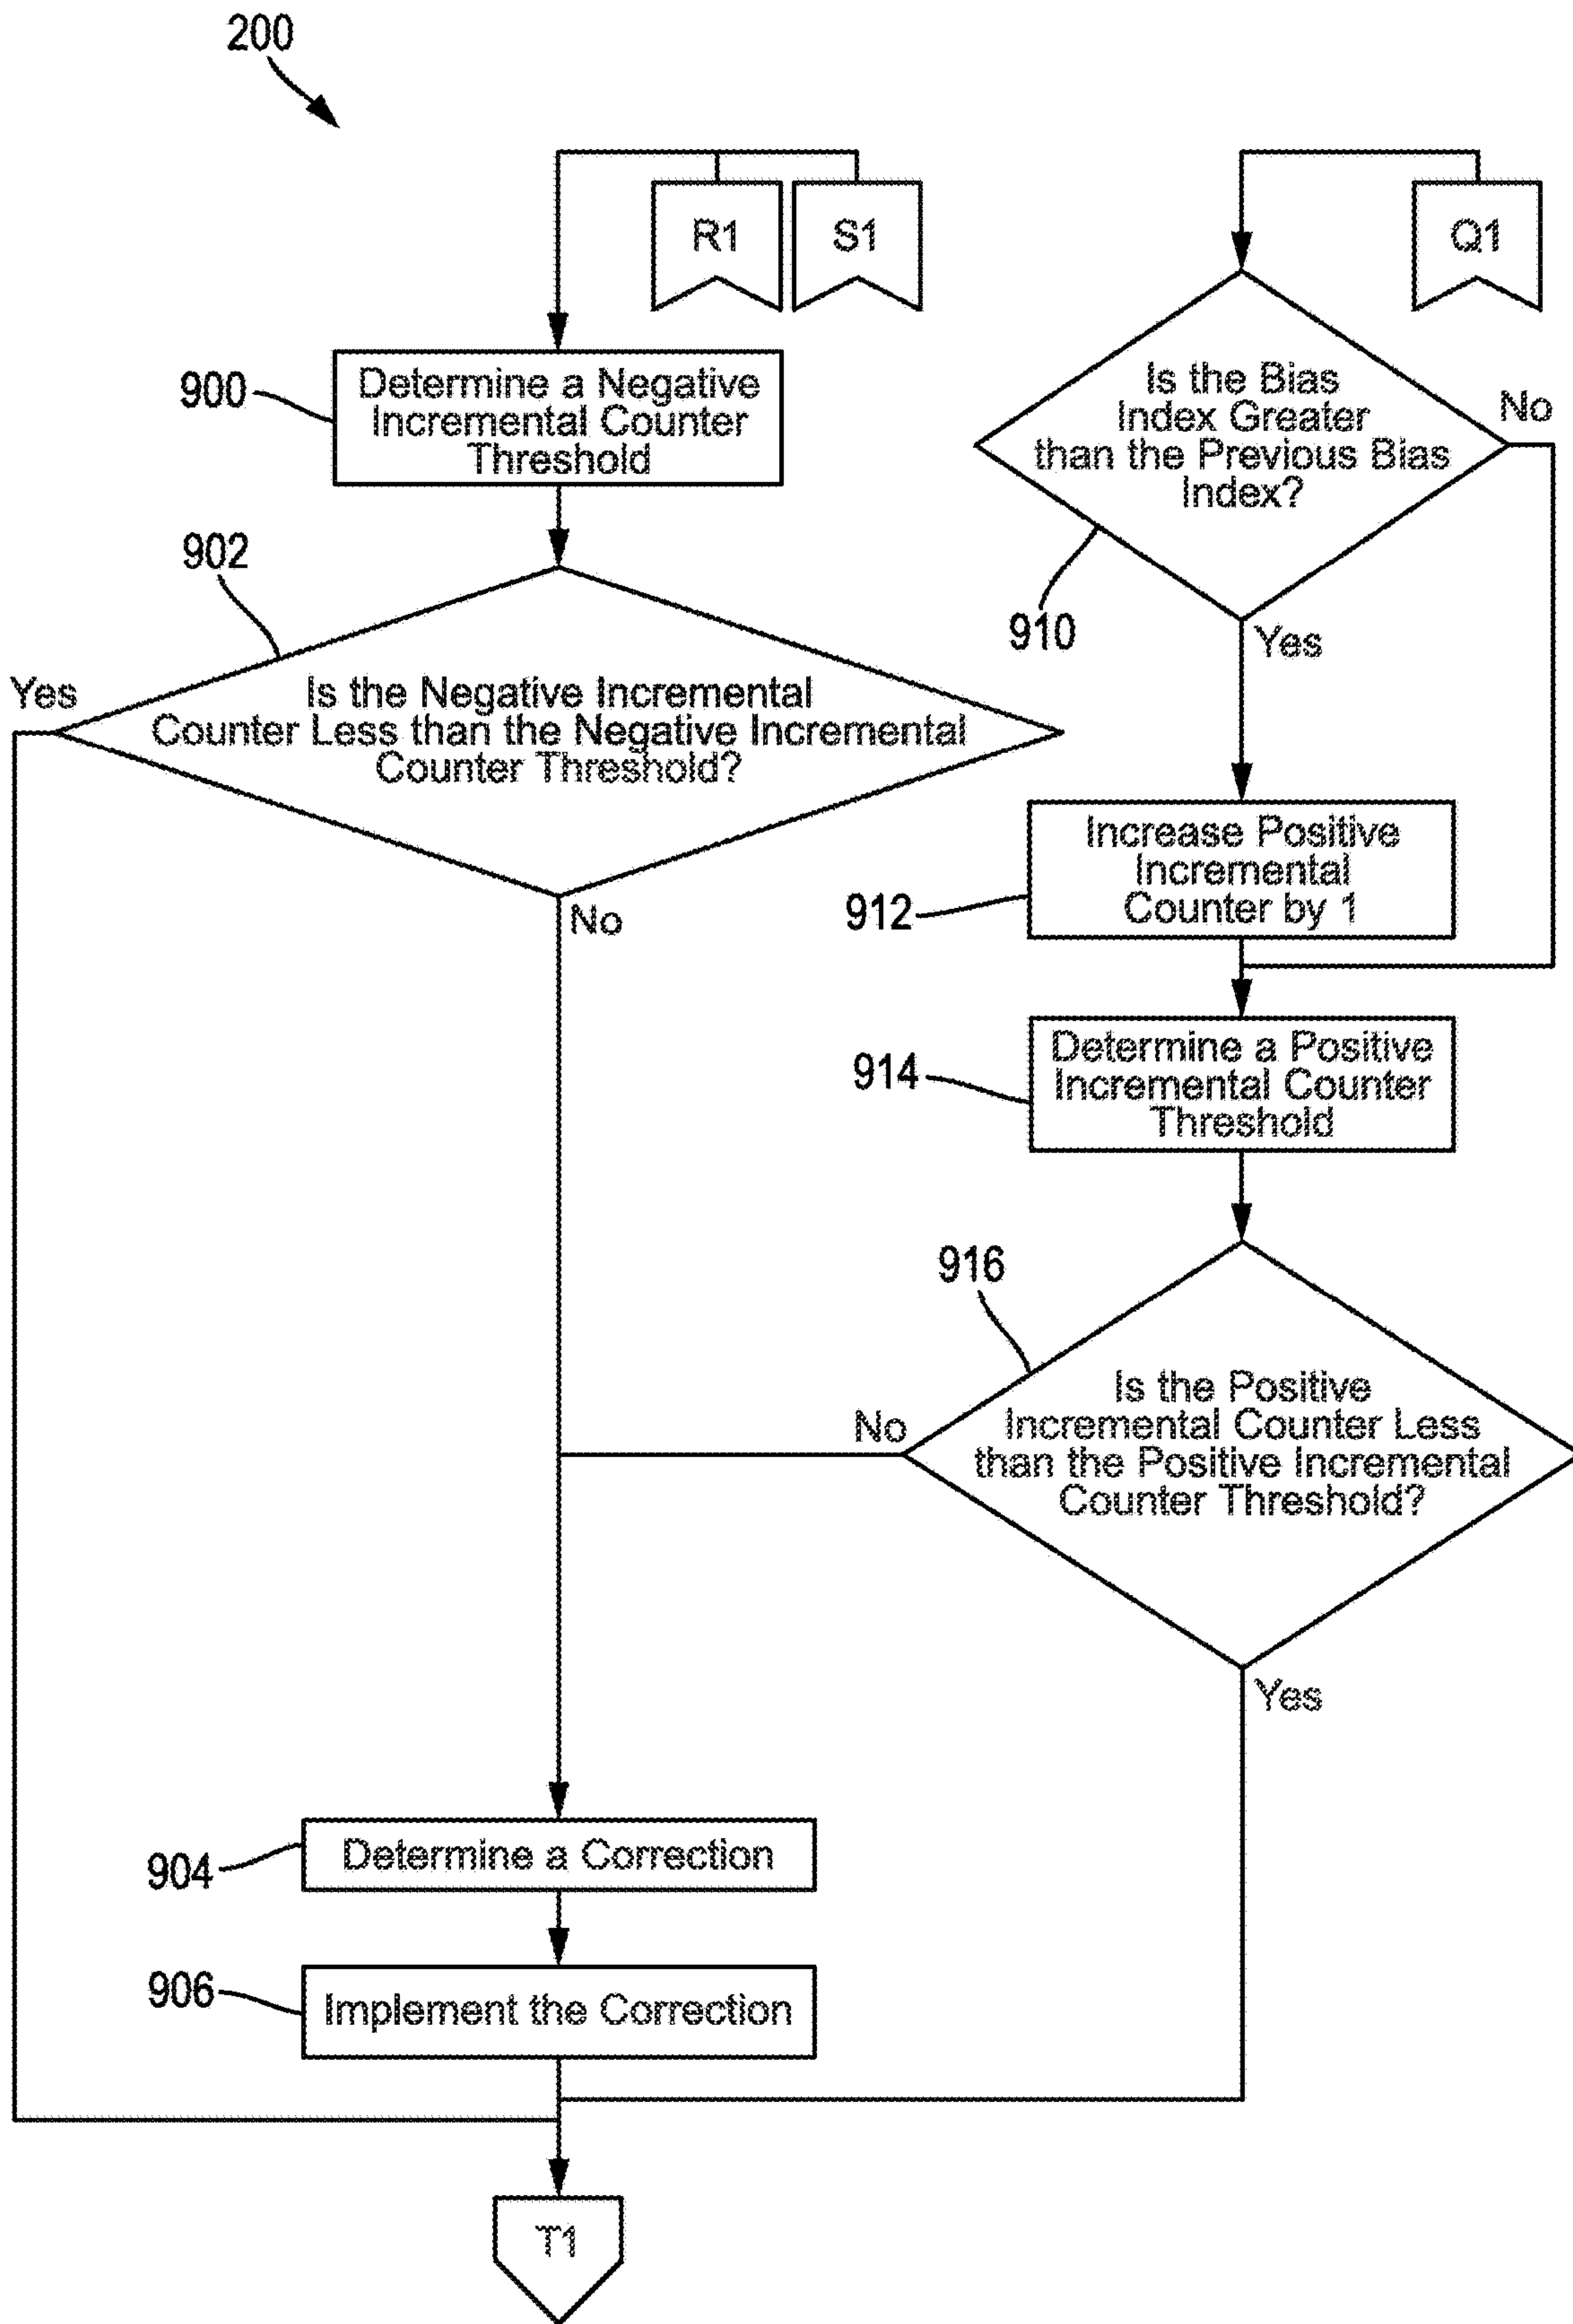 200
R1
S1
Q1
900
Determine a Negative
Incremental Counter
Threshold
Is the Bias
Index Greater
than the Previous Bias
Index?
No
910
Yes
902
Yes
Is the Negative Incremental
Counter Less than the Negative Incremental
Counter Threshold?
No
Increase Positive
Incremental
Counter by 1
912
Determine a Positive
Incremental Counter
Threshold
914
916
Is the Positive
Incremental Counter Less
than the Positive Incremental
Counter Threshold?
No
Yes
Determine a Correction
904
Implement the Correction
906
T1